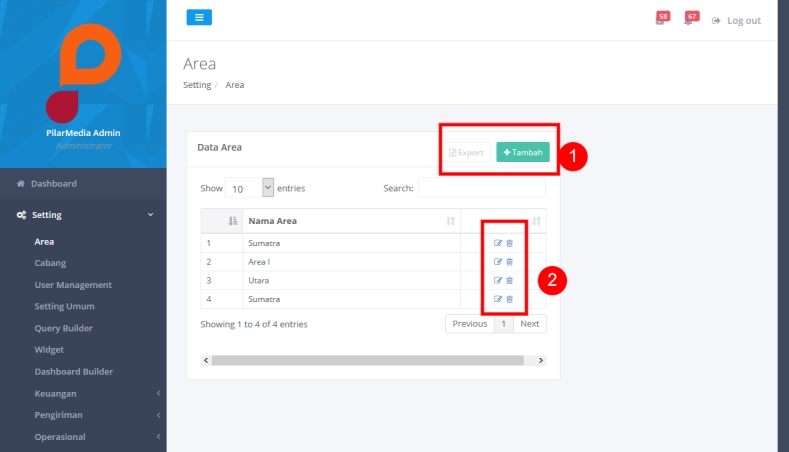 58 67 Log out
Area
Setting / Area
PilarMedia Admin
Administrator
Dashboard
Setting
Area
Cabang
User Management
Setting Umum
Query Builder
Widget
Dashboard Builder
Keuangan
Pengiriman
Operasional
Data Area
Export +Tambah
1
Show 10 entries Search:
Nama Area
1 Sumatra
2 Area I
3 Utara
4 Sumatra
2
Showing 1 to 4 of 4 entries
Previous 1 Next